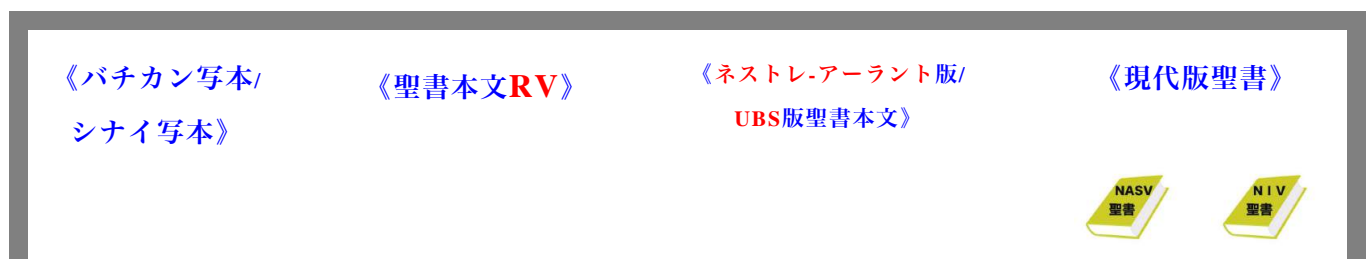 《バチカン写本/
シナイ写本》
《聖書本文RV》
《ネストレ-アーラント版/
UBS版聖書本文》
《現代版聖書》
NASV
聖書
NIV
聖書